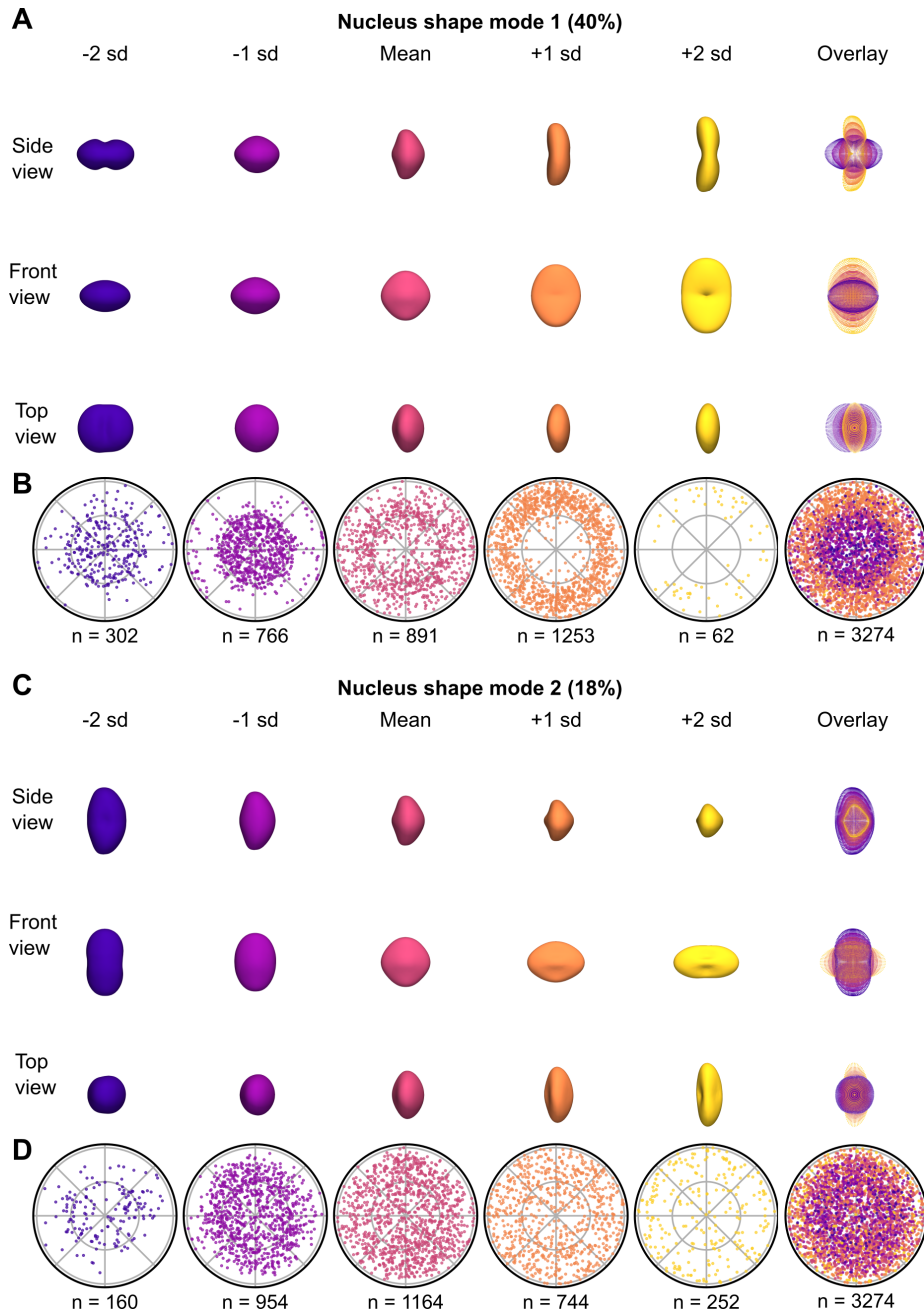 A
Nucleus shape mode 1 (40%)
-2 sd -1 sd Mean +1 sd +2 sd Overlay
Side
view
Front
view
Top
view
B
n = 302 n = 766 n = 891 n = 1253 n = 62 n = 3274
C
Nucleus shape mode 2 (18%)
-2 sd -1 sd Mean +1 sd +2 sd Overlay
Side
view
Front
view
Top
view
D
n = 160 n = 954 n = 1164 n = 744 n = 252 n = 3274